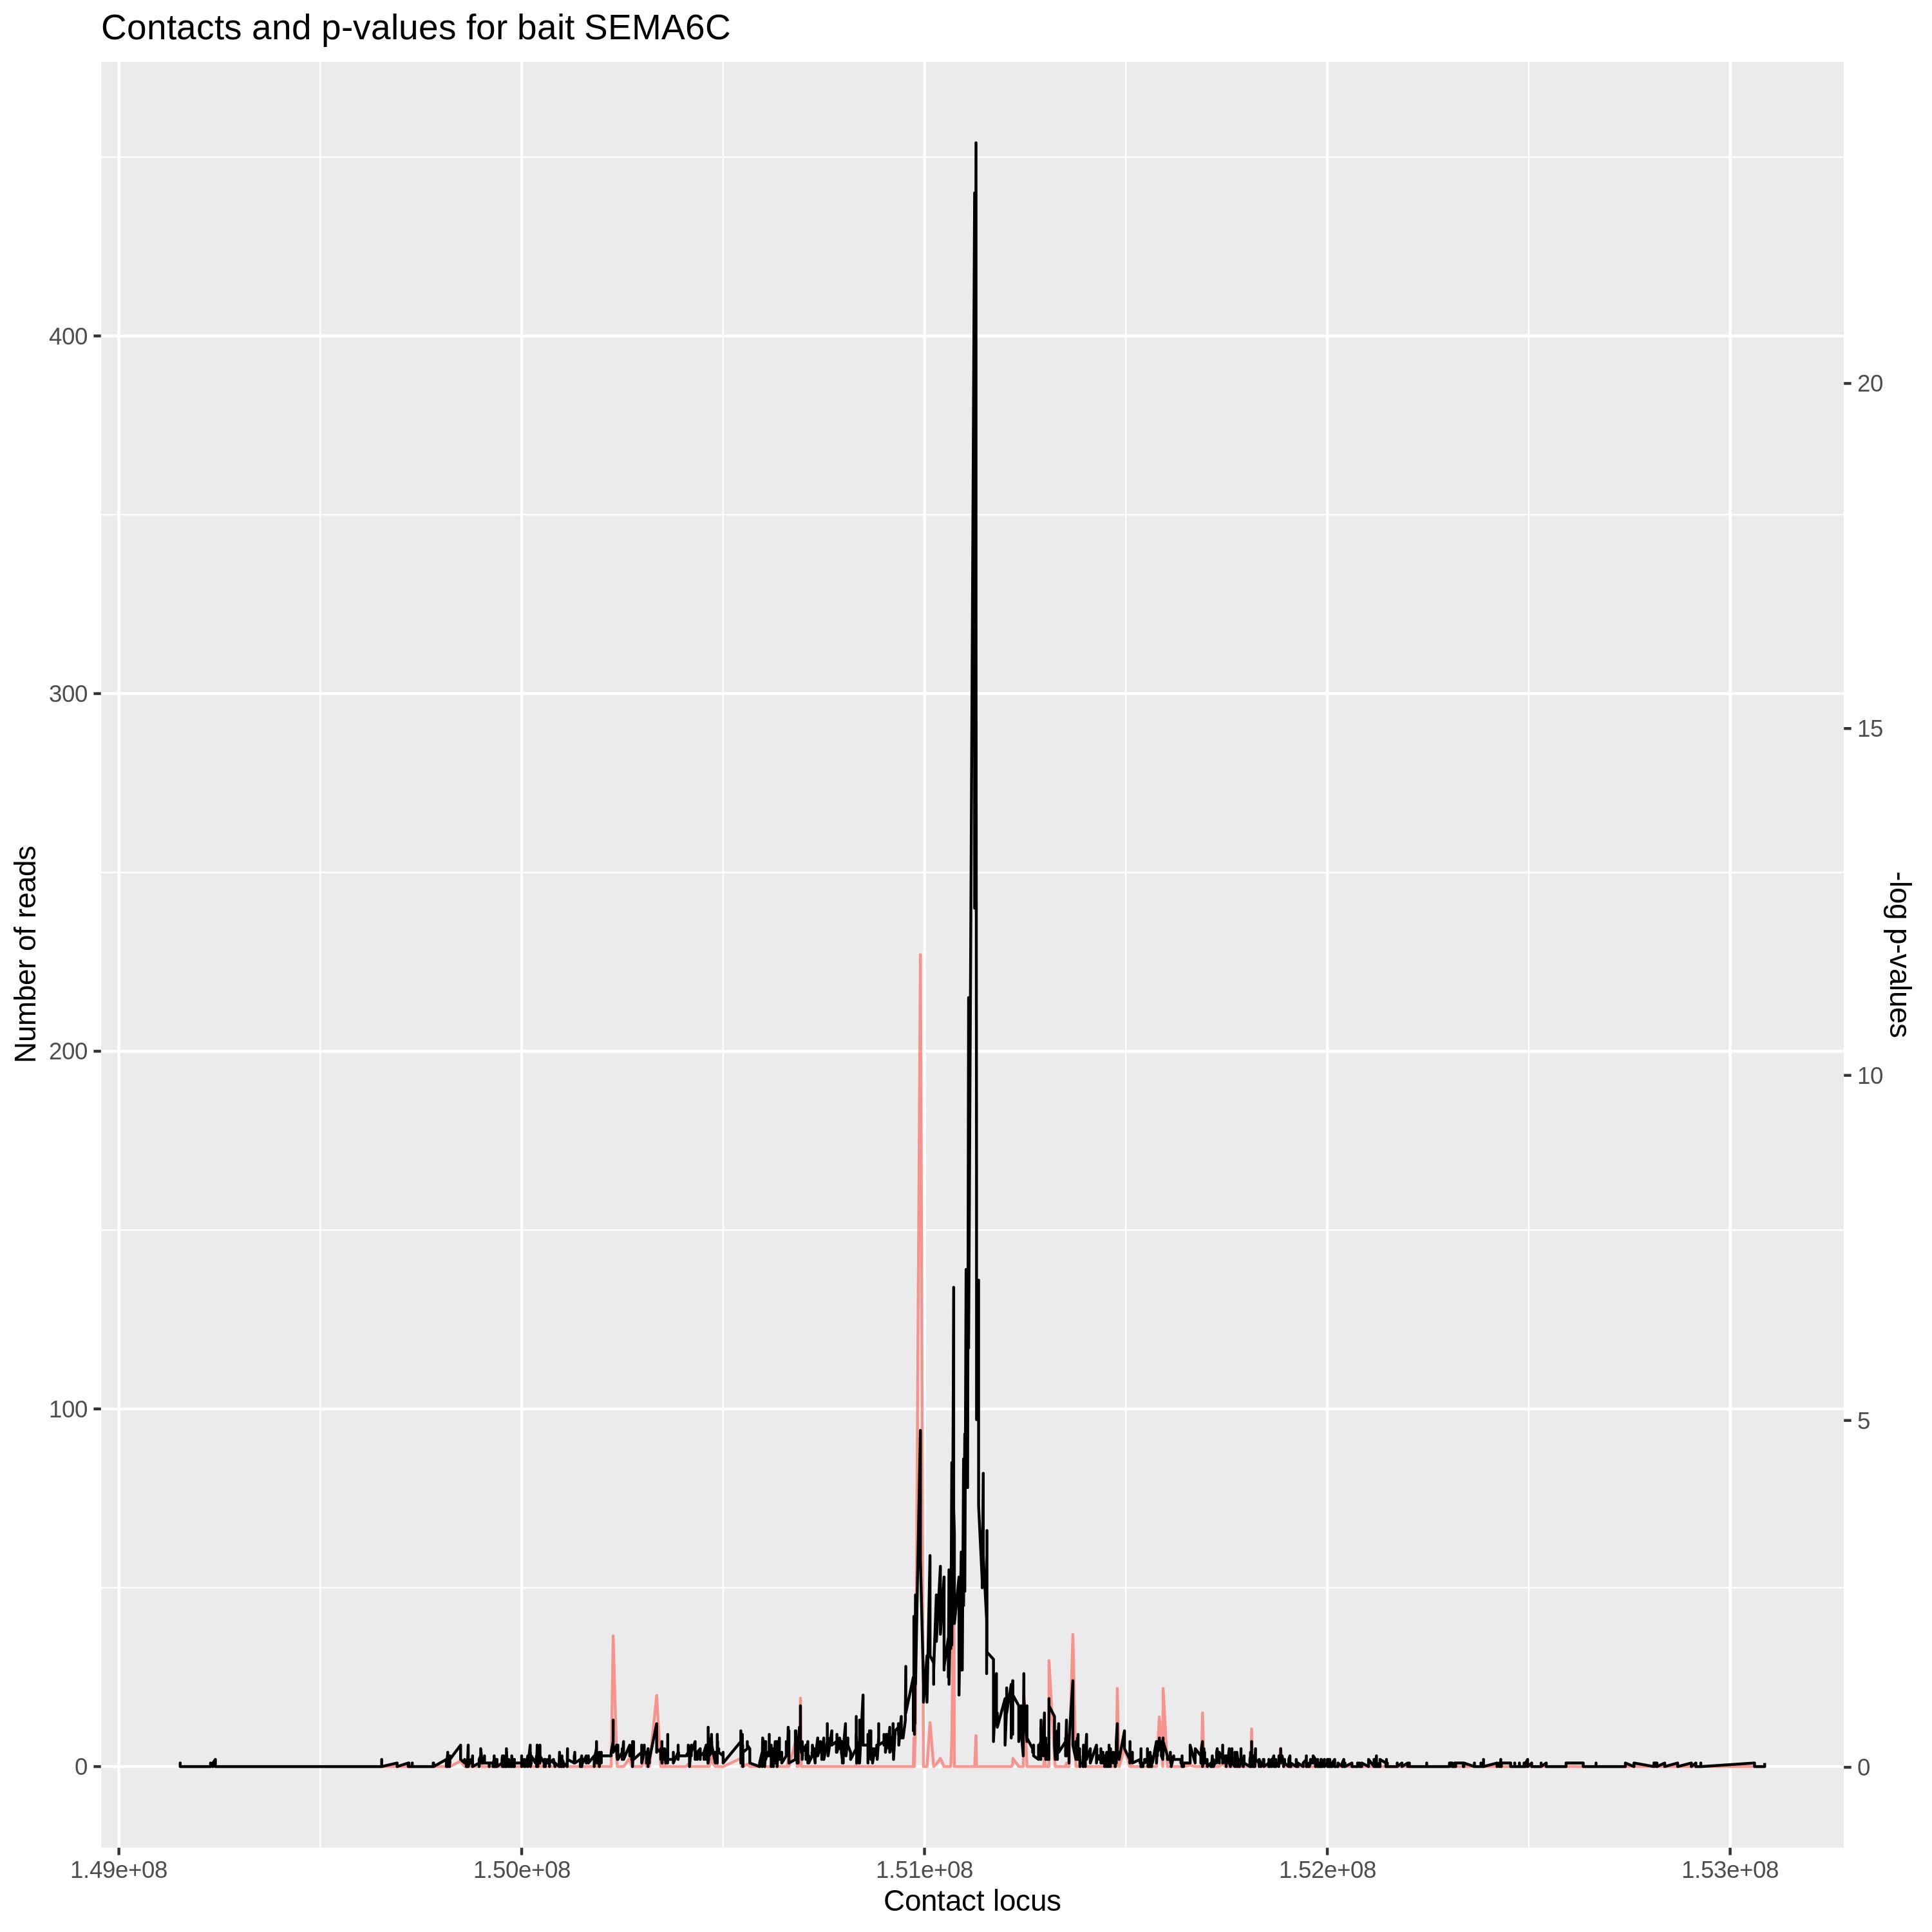 Contacts and p-values for bait SEMA6C
400
300
200
100
0
Number of reads
20
15
10
5
0
-log p-values
1.49e+08
1.50e+08
1.51e+08
1.52e+08
1.53e+08
Contact locus